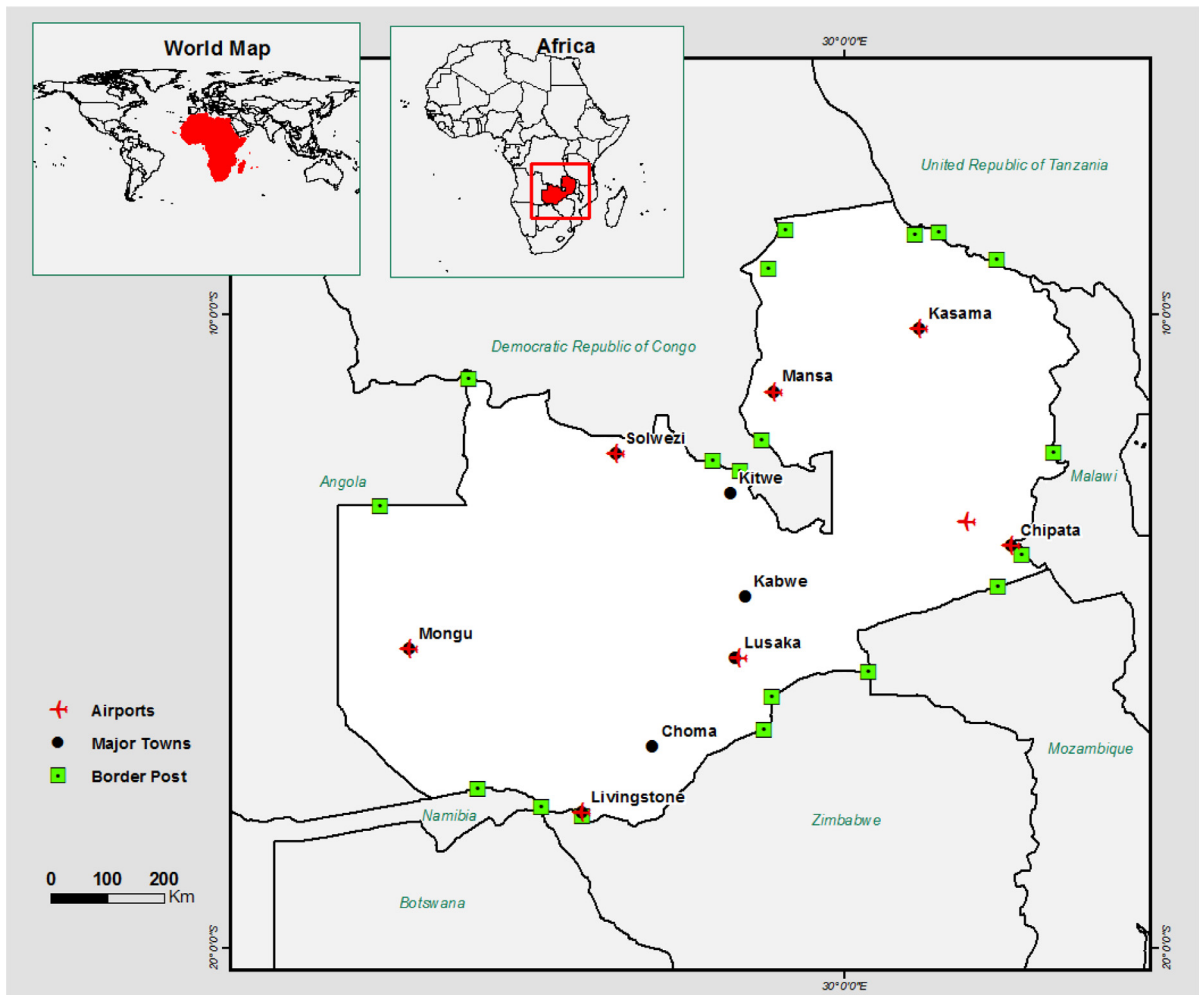 World Map
Africa
30°0'0"E
United Republic of Tanzania
10°0'0"S
10°0'0"S
Kasama
Democratic Republic of Congo
Mansa
Solwezi
Kitwe
Angola
Malawi
Chipata
Kabwe
Mongu
Lusaka
Airports
Choma
Major Towns
Mozambique
Border Post
Livingstone
Namibia
Zimbabwe
0 100 200
Km
Botswana
20°0'0"S
20°0'0"S
30°0'0"E